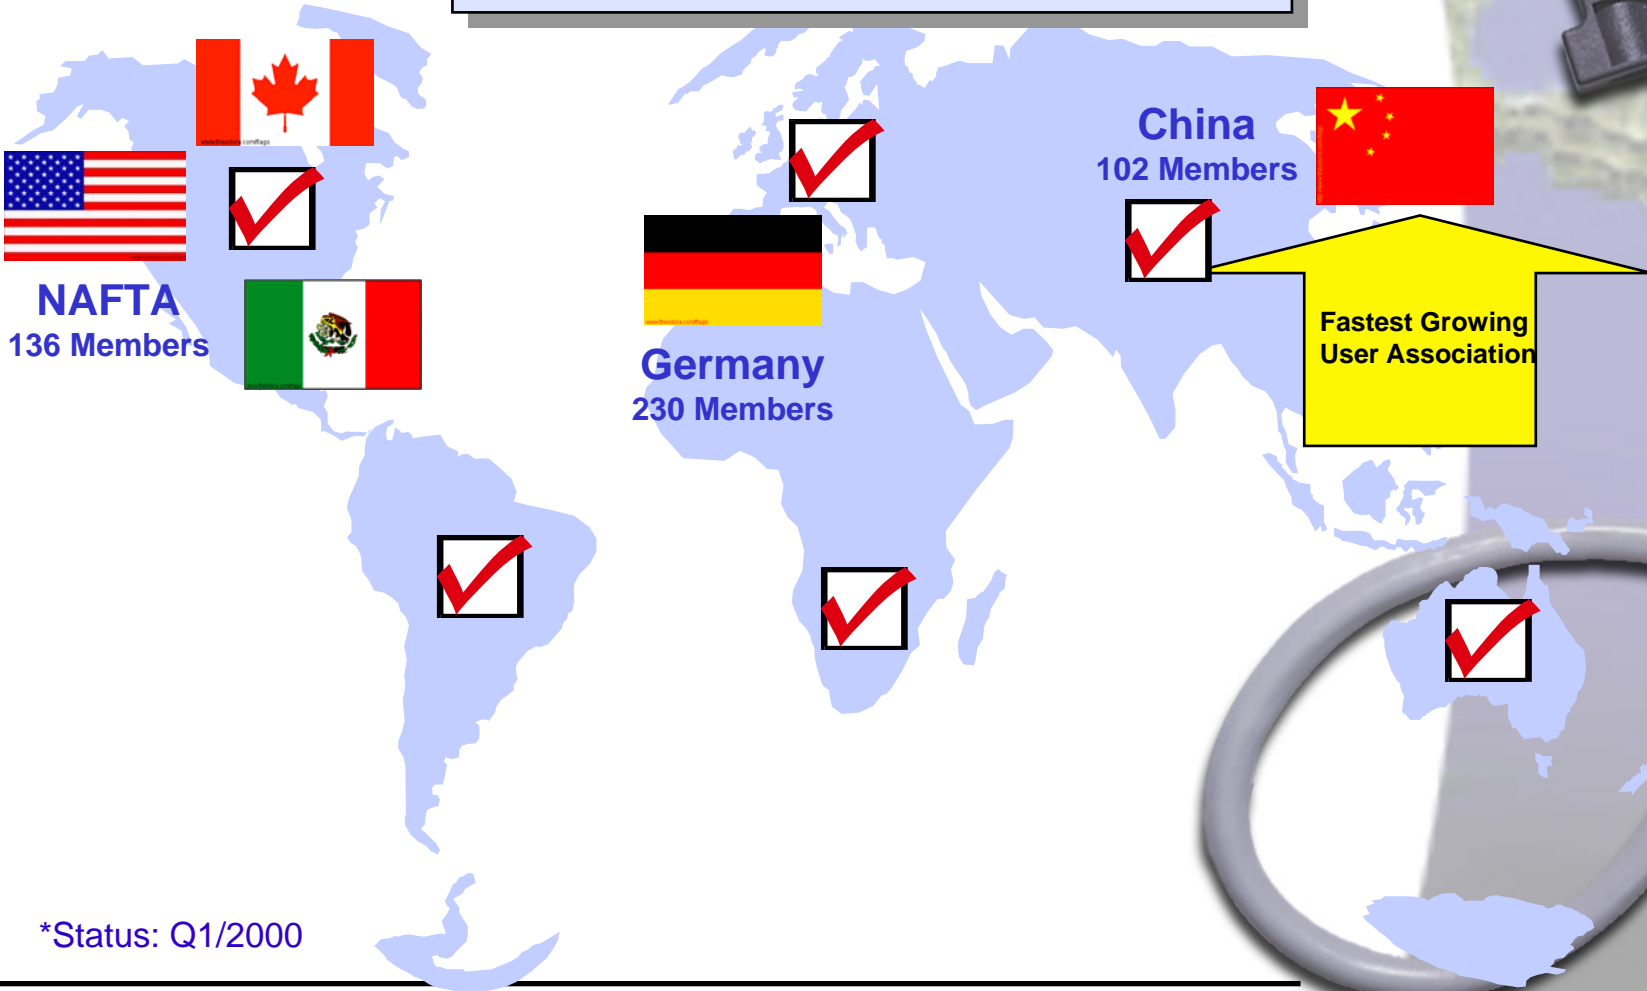 China
102 Members
NAFTA
136 Members
Germany
230 Members
Fastest Growing
User Association
*Status: Q1/2000